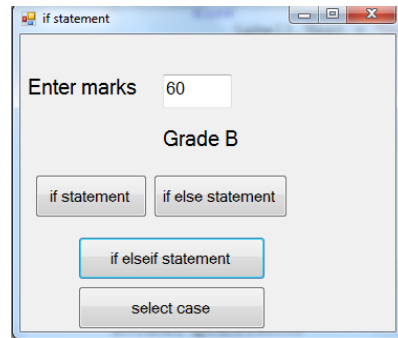 if statement
Enter marks 60
Grade B
if statement if else statement
if elseif statement
select case